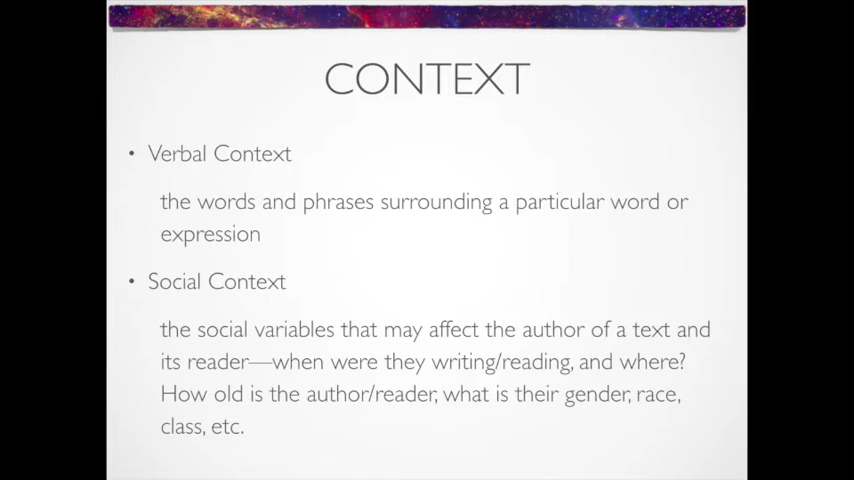 CONTEXT
• Verbal Context
the words and phrases surrounding a particular word or
expression
• Social Context
the social variables that may affect the author of a text and
its reader—when were they writing/reading, and where?
How old is the author/reader, what is their gender, race,
class, etc.